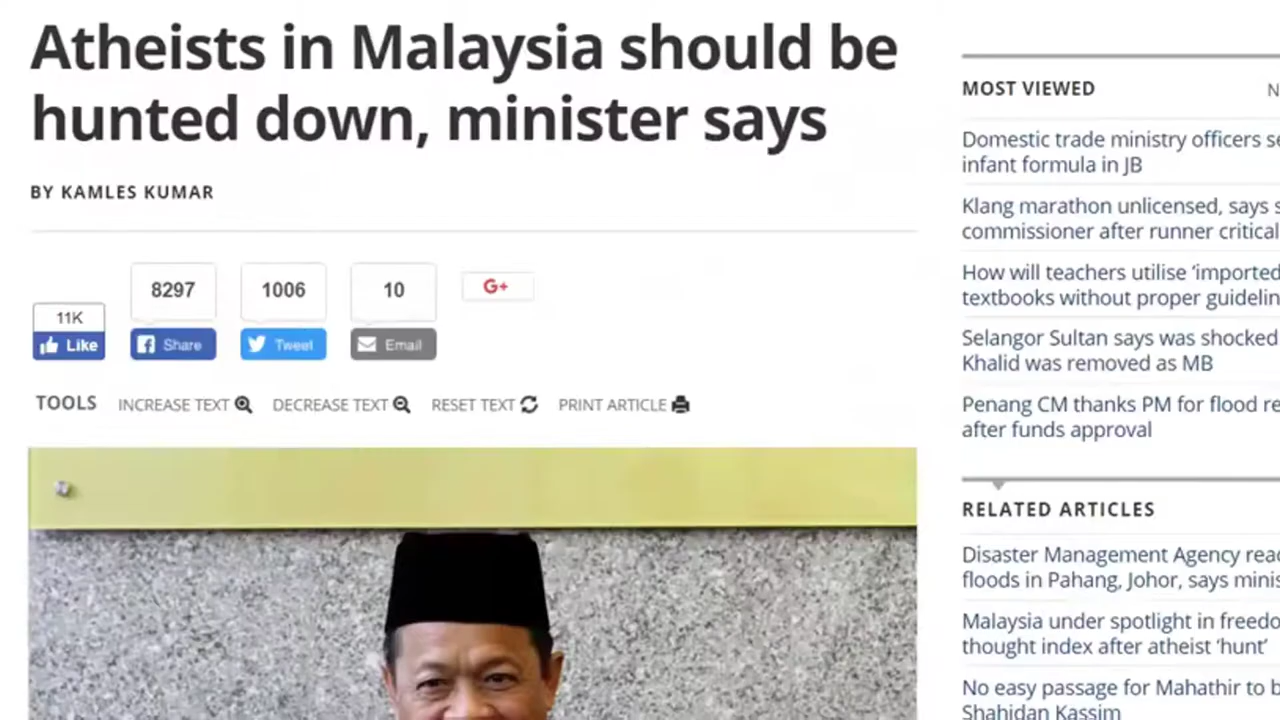 Atheists in Malaysia should be
hunted down, minister says
BY KAMLES KUMAR
8297
1006
10
G+
11K
Like
Share
Tweet
Email
TOOLS
INCREASE TEXT
DECREASE TEXT
RESET TEXT
PRINT ARTICLE
MOST VIEWED
Domestic trade ministry officers
infant formula in JB
Klang marathon unlicensed, says
commissioner after runner critical
How will teachers utilise ‘imported
textbooks without proper
Selangor Sultan says was shocked
Khalid was removed as MB
Penang CM thanks PM for flood
after funds approval
RELATED ARTICLES
Disaster Management Agency
floods in Pahang, Johor, says
Malaysia under spotlight in
thought index after atheist ‘hunt’
No easy passage for Mahathir to
Shahidan Kassim